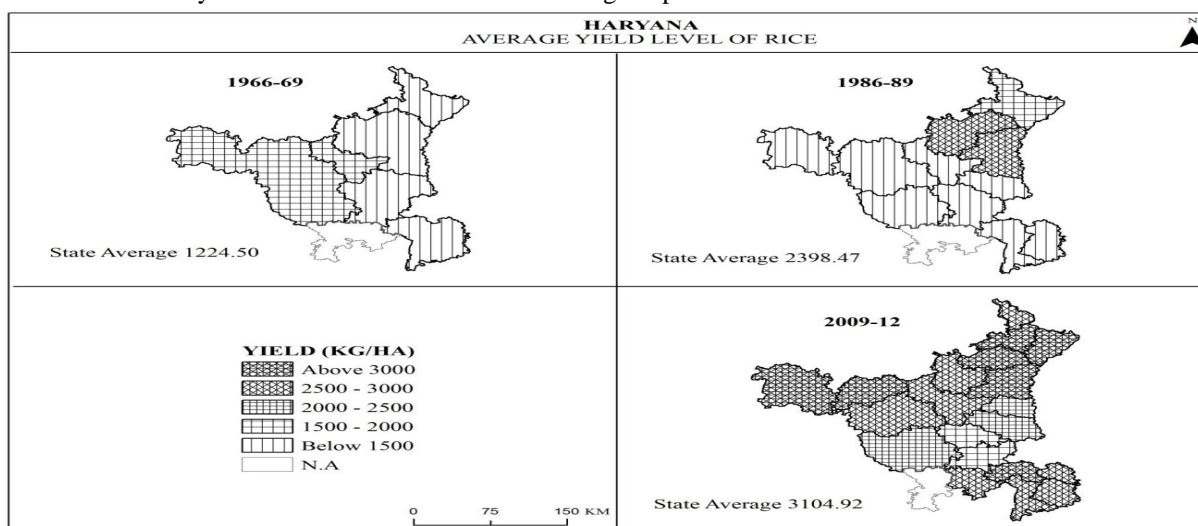 HARYANA
AVERAGE YIELD LEVEL OF RICE
N
1966-69
State Average 1224.50
1986-89
State Average 2398.47
YIELD (KG/HA)
Above 3000
2500 - 3000
2000 - 2500
1500 - 2000
Below 1500
N.A
0 75 150 KM
2009-12
State Average 3104.92